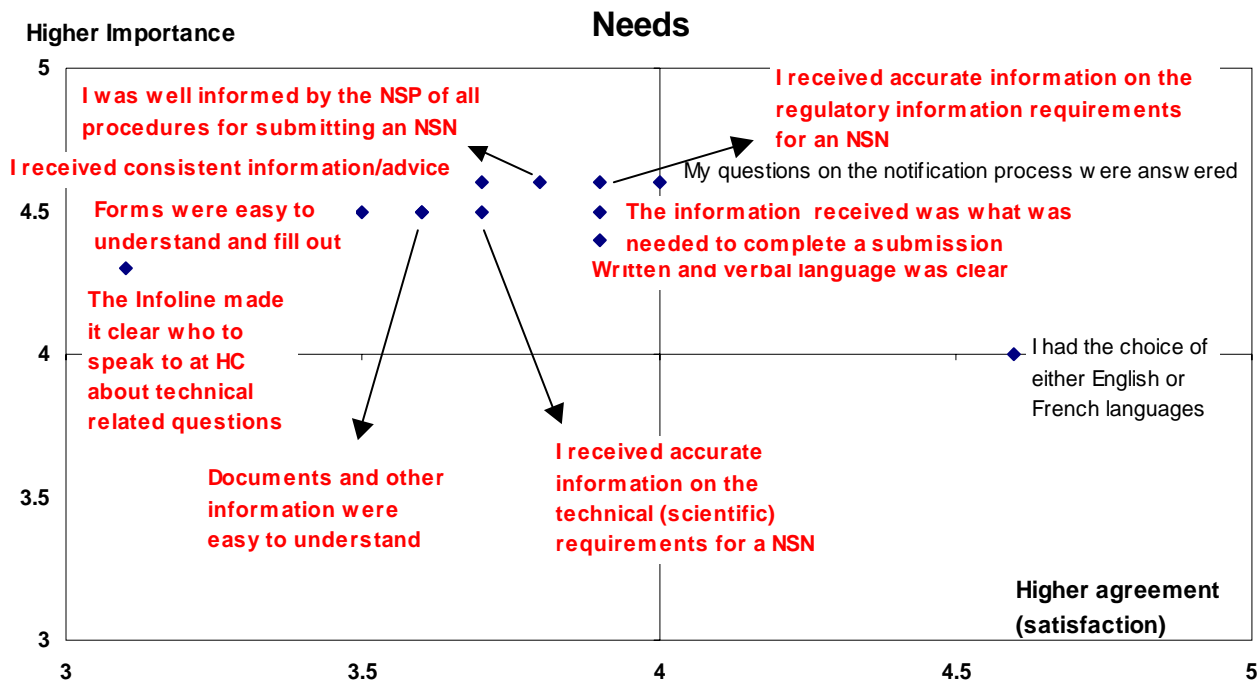 Needs
Higher Importance
5
I was well informed by the NSP of all
procedures for submitting an NSN
I received accurate information on the
regulatory information requirements
for an NSN
I received consistent information/advice
My questions on the notification process were answered
4.5
Forms were easy to
understand and fill out
The information received was what was
needed to complete a submission
Written and verbal language was clear
The Infoline made
it clear who to
speak to at HC
about technical
related questions
4
I had the choice of
either English or
French languages
Documents and other
information were
easy to understand
I received accurate
information on the
technical (scientific)
requirements for a NSN
3.5
Higher agreement
(satisfaction)
3
3
3.5
4
4.5
5